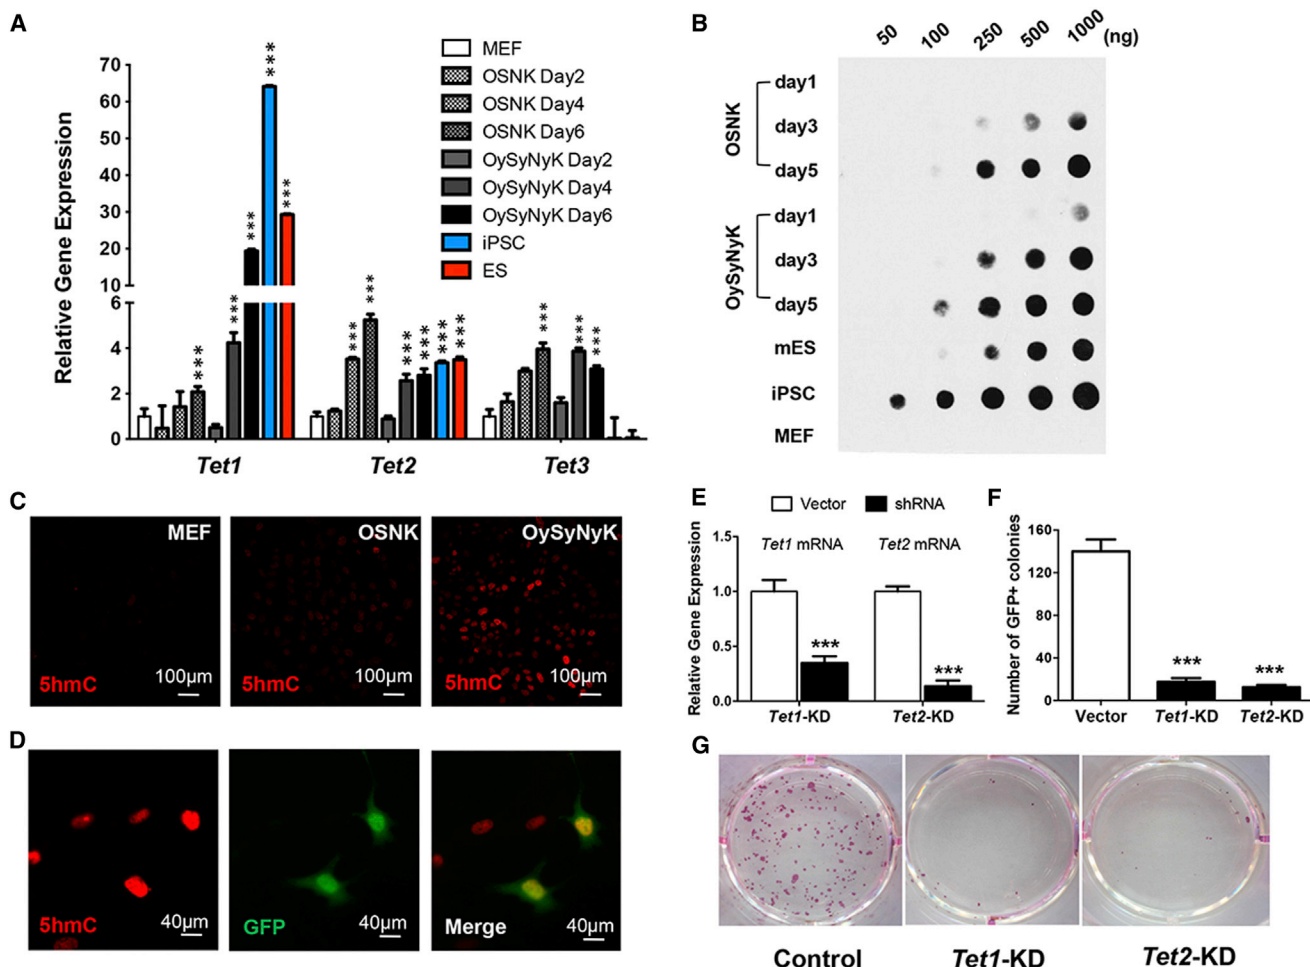 A
Relative Gene Expression
70
60
50
40
30
20
10
6
4
2
0
***
***
***
***
***
***
***
***
***
***
***
***
***
***
Tet1
Tet2
Tet3
MEF
OSNK Day2
OSNK Day4
OSNK Day6
OySyNyK Day2
OySyNyK Day4
OySyNyK Day6
iPSC
ES
B
50 100 250 500 1000 (ng)
OSNK
day1
day3
day5
OySyNyK
day1
day3
day5
mES
iPSC
MEF
C
MEF
5hmC
100µm
OSNK
5hmC
100µm
OySyNyK
5hmC
100µm
D
5hmC
40µm
GFP
40µm
Merge
40µm
E
Vector shRNA
Relative Gene Expression
1.5
1.0
0.5
0.0
Tet1 mRNA Tet2 mRNA
***
***
Tet1-KD Tet2-KD
F
Number of GFP+ colonies
160
120
80
40
0
***
***
Vector Tet1-KD Tet2-KD
G
Control Tet1-KD Tet2-KD